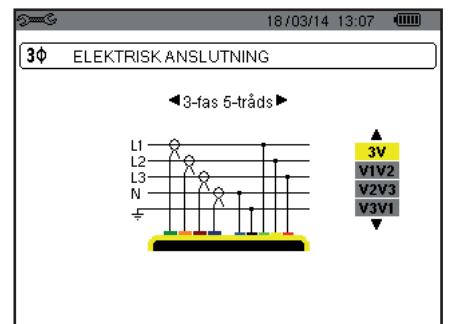 18/03/14 13:07
3Φ ELEKTRISK ANSLUTNING
◄3-fas 5-tråds►
L1
L2
L3
N
3V
V1V2
V2V3
V3V1